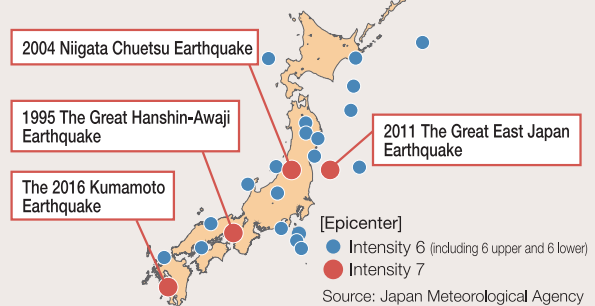 2004 Niigata Chuetsu Earthquake
1995 The Great Hanshin-Awaji
Earthquake
2011 The Great East Japan
Earthquake
The 2016 Kumamoto
Earthquake
[Epicenter]
Intensity 6 (including 6 upper and 6 lower)
Intensity 7
Source: Japan Meteorological Agency